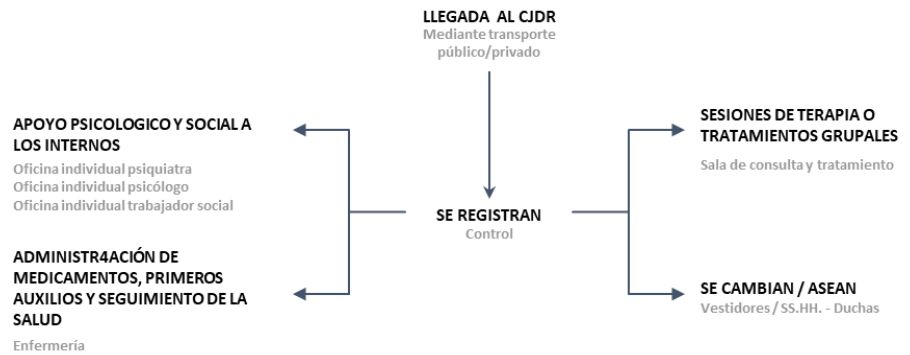 LLEGADA AL CJDR
Mediante transporte
público/privado
APOYO PSICOLOGICO Y SOCIAL A
LOS INTERNOS
Oficina individual psiquiatra
Oficina individual psicólogo
Oficina individual trabajador social
SESIONES DE TERAPIA O
TRATAMIENTOS GRUPALES
Sala de consulta y tratamiento
SE REGISTRAN
Control
ADMINISTR4ACIÓN DE
MEDICAMENTOS, PRIMEROS
AUXILIOS Y SEGUIMIENTO DE LA
SALUD
Enfermería
SE CAMBIAN / ASEAN
Vestidores / SS.HH. - Duchas